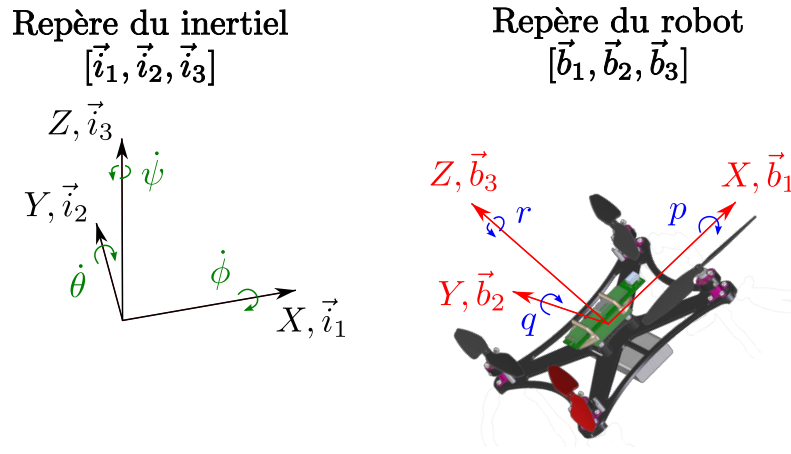 Repère du inertiel
[i⃗₁, i⃗₂, i⃗₃]
Z, i⃗₃
ψ̇
Y, i⃗₂
θ̇
ϕ̇
X, i⃗₁
Repère du robot
[b⃗₁, b⃗₂, b⃗₃]
Z, b⃗₃
r
p
X, b⃗₁
Y, b⃗₂
q